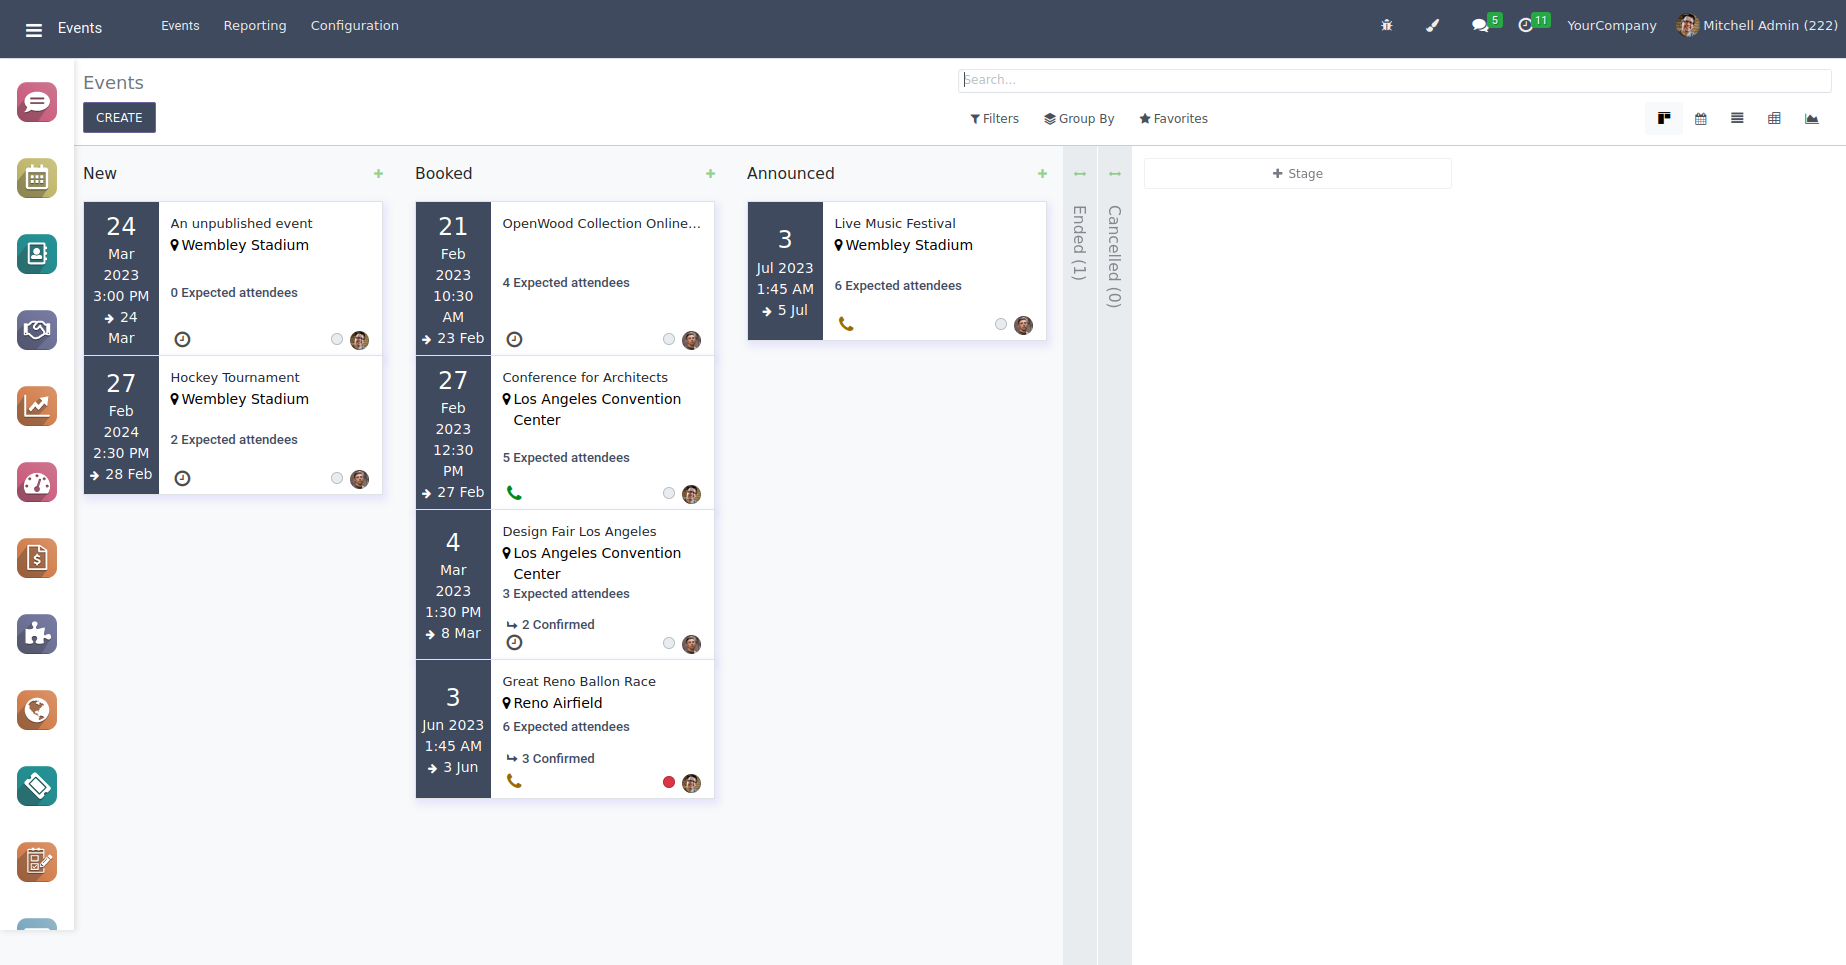 Events
Events Reporting Configuration
5
11
YourCompany
Mitchell Admin (222)
Events
Search...
CREATE
Filters
Group By
Favorites
New
24
Mar
2023
3:00 PM
24
Mar
An unpublished event
Wembley Stadium
0 Expected attendees
27
Feb
2024
2:30 PM
28 Feb
Hockey Tournament
Wembley Stadium
2 Expected attendees
Booked
21
Feb
2023
10:30
AM
23 Feb
OpenWood Collection Online...
4 Expected attendees
27
Feb
2023
12:30
PM
27 Feb
Conference for Architects
Los Angeles Convention
Center
5 Expected attendees
4
Mar
2023
1:30 PM
8 Mar
Design Fair Los Angeles
Los Angeles Convention
Center
3 Expected attendees
2 Confirmed
3
Jun 2023
1:45 AM
3 Jun
Great Reno Ballon Race
Reno Airfield
6 Expected attendees
3 Confirmed
Announced
3
Jul 2023
1:45 AM
5 Jul
Live Music Festival
Wembley Stadium
6 Expected attendees
Ended (1)
Cancelled (0)
Stage